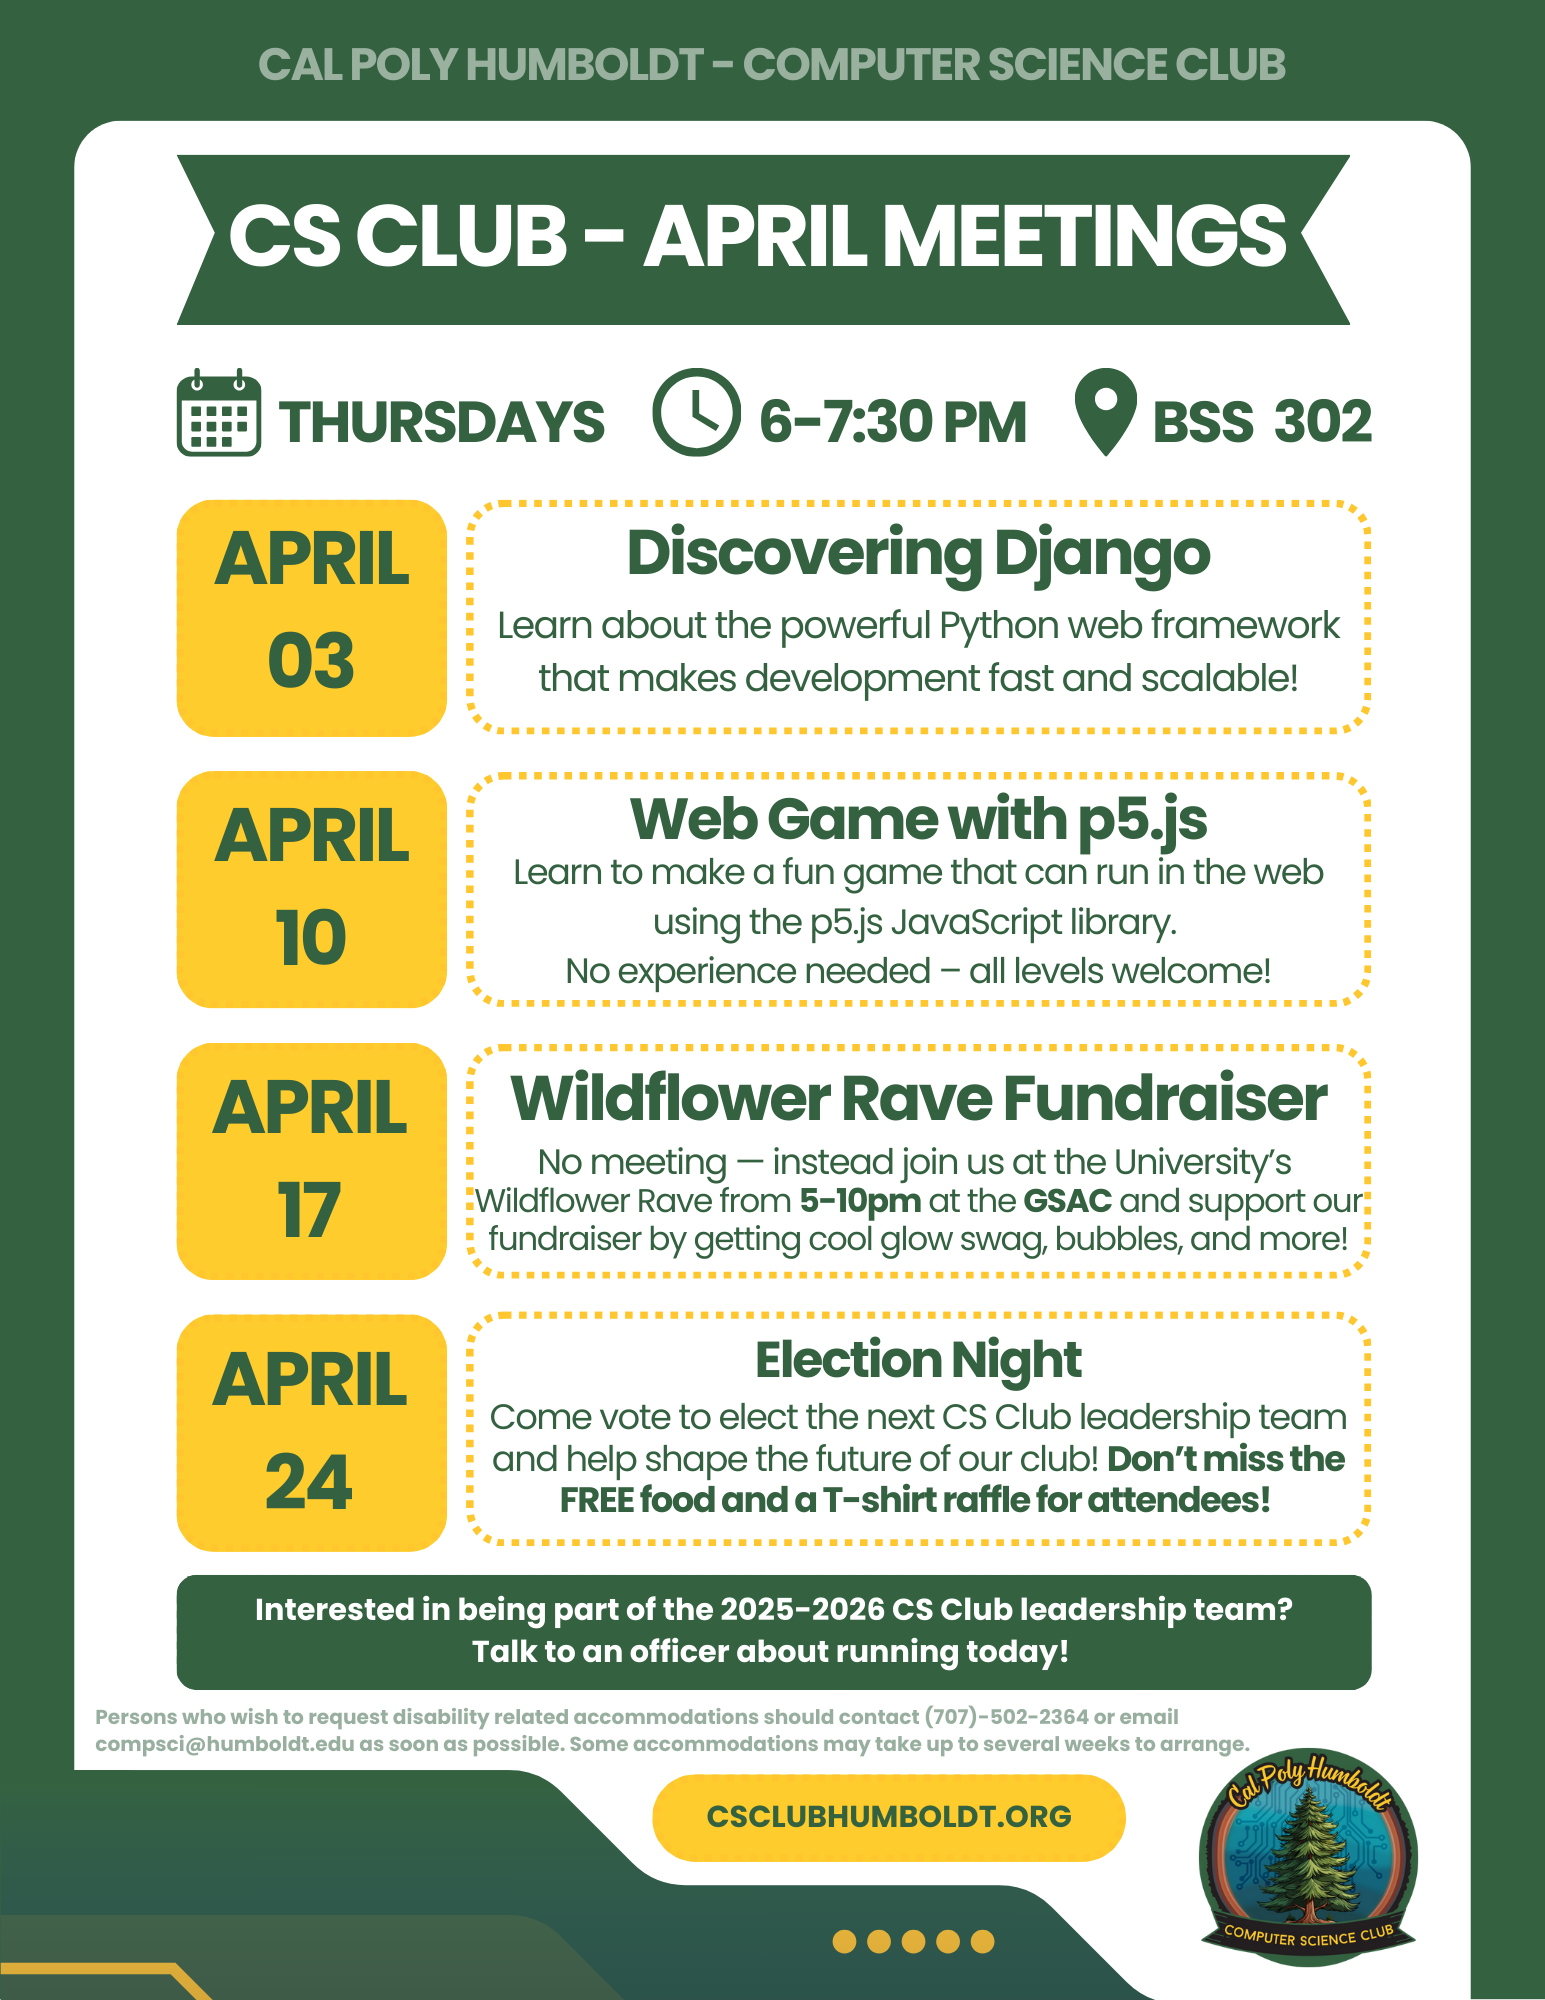 CAL POLY HUMBOLDT - COMPUTER SCIENCE CLUB
CS CLUB - APRIL MEETINGS
THURSDAYS
6-7:30 PM
BSS 302
APRIL
03
Discovering Django
Learn about the powerful Python web framework
that makes development fast and scalable!
APRIL
10
Web Game with p5.js
Learn to make a fun game that can run in the web
using the p5.js JavaScript library.
No experience needed – all levels welcome!
APRIL
17
Wildflower Rave Fundraiser
No meeting — instead join us at the University’s
Wildflower Rave from 5-10pm at the GSAC and support our
fundraiser by getting cool glow swag, bubbles, and more!
APRIL
24
Election Night
Come vote to elect the next CS Club leadership team
and help shape the future of our club! Don’t miss the
FREE food and a T-shirt raffle for attendees!
Interested in being part of the 2025-2026 CS Club leadership team?
Talk to an officer about running today!
Persons who wish to request disability related accommodations should contact (707)-502-2364 or email
compsci@humboldt.edu as soon as possible. Some accommodations may take up to several weeks to arrange.
CSCLUBHUMBOLDT.ORG
Cal Poly Humboldt
COMPUTER SCIENCE CLUB